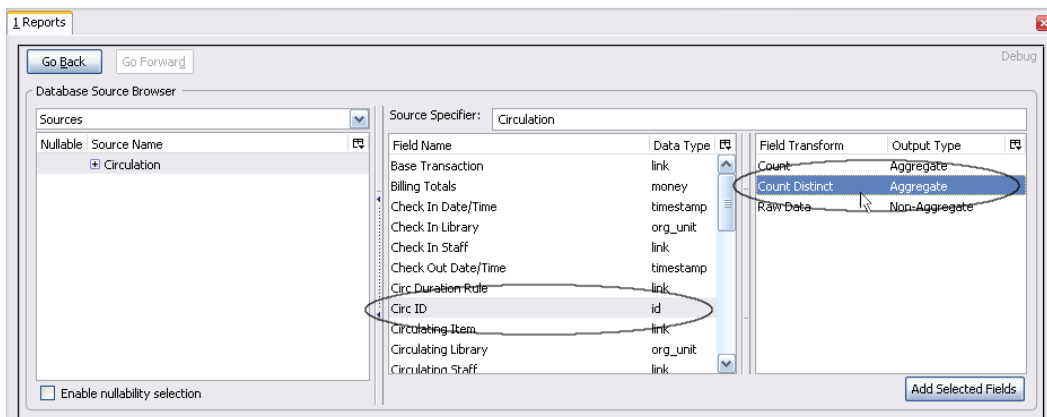 1 Reports
Go Back Go Forward Debug
Database Source Browser
Sources
Nullable Source Name
Circulation
Enable nullability selection
Source Specifier: Circulation
Field Name Data Type
Base Transaction link
Billing Totals money
Check In Date/Time timestamp
Check In Library org_unit
Check In Staff link
Check Out Date/Time timestamp
Circ Duration Rule link
Circ ID id
Circulating Item link
Circulating Library org_unit
Circulating Staff link
Field Transform Output Type
Count Aggregate
Count Distinct Aggregate
Raw Data Non-Aggregate
Add Selected Fields